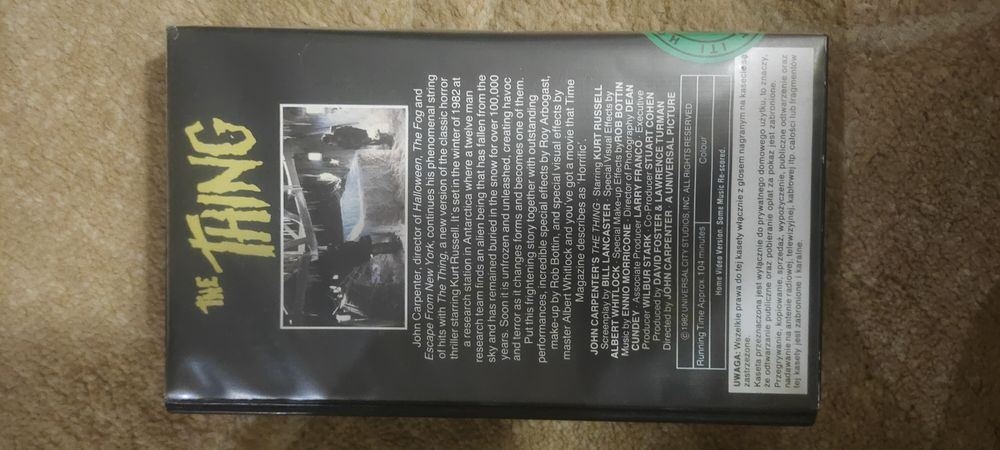 THE THING
John Carpenter, director of Halloween, The Fog and
Escape From New York, continues his phenomenal string
of hits with The Thing, a new version of the classic horror
thriller starring Kurt Russell. It's set in the winter of 1982 at
a research station in Antarctica where a twelve man
research team finds an alien being that has fallen from the
sky and has remained buried in the snow for over 100,000
years. Soon it is unfrozen and unleashed, creating havoc
and terror as it changes forms and becomes one of them.
Put this frightening story together with outstanding
performances, incredible special effects by Roy Arbogast,
make-up by Rob Bottin, and special visual effects by
master Albert Whitlock and you've got a movie that Time
Magazine describes as 'Horrific'.
JOHN CARPENTER'S THE THING · Starring KURT RUSSELL
Screenplay by BILL LANCASTER · Special Visual Effects by
ALBERT WHITLOCK · Special Make-up Effects by ROB BOTTIN
Music by ENNIO MORRICONE · Director of Photography DEAN
CUNDEY · Associate Producer LARRY FRANCO · Executive
Producer WILBUR STARK · Co-Producer STUART COHEN
Produced by DAVID FOSTER & LAWRENCE TURMAN
Directed by JOHN CARPENTER · A UNIVERSAL PICTURE
© 1982 UNIVERSAL CITY STUDIOS, INC. ALL RIGHTS RESERVED
Running Time Approx. 104 minutes Colour
Home Video Version. Some Music Re-scored.
UWAGA: Wszelkie prawa do tej kasety włącznie z głosem nagranym na kasecie są
zastrzeżone.
Kaseta przeznaczona jest wyłącznie do prywatnego domowego użytku, to znaczy,
że odtwarzanie publiczne oraz pobieranie opłat za pokaz jest zabronione.
Przegrywanie, kopiowanie, sprzedaż, wypożyczenie, publiczne odtwarzanie oraz
nadawanie na antenie radiowej, telewizyjnej, kablowej itp. całości lub fragmentów
tej kasety jest zabronione i karalne.